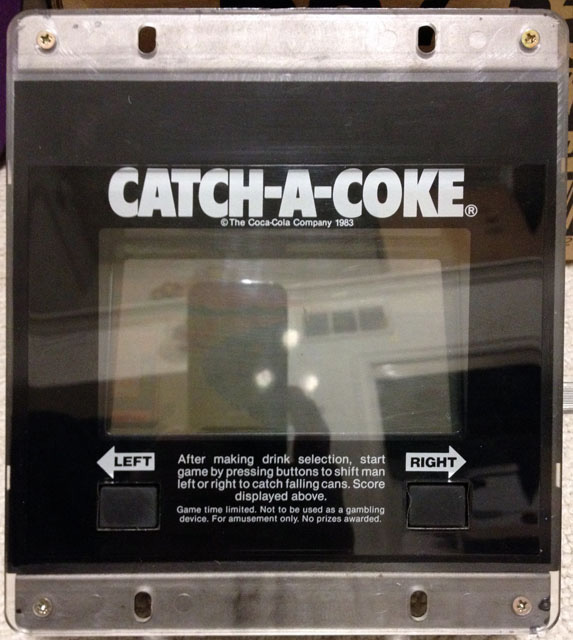 CATCH-A-COKE®
© The Coca-Cola Company 1983
LEFT
After making drink selection, start
game by pressing buttons to shift man
left or right to catch falling cans. Score
displayed above.
Game time limited. Not to be used as a gambling
device. For amusement only. No prizes awarded.
RIGHT